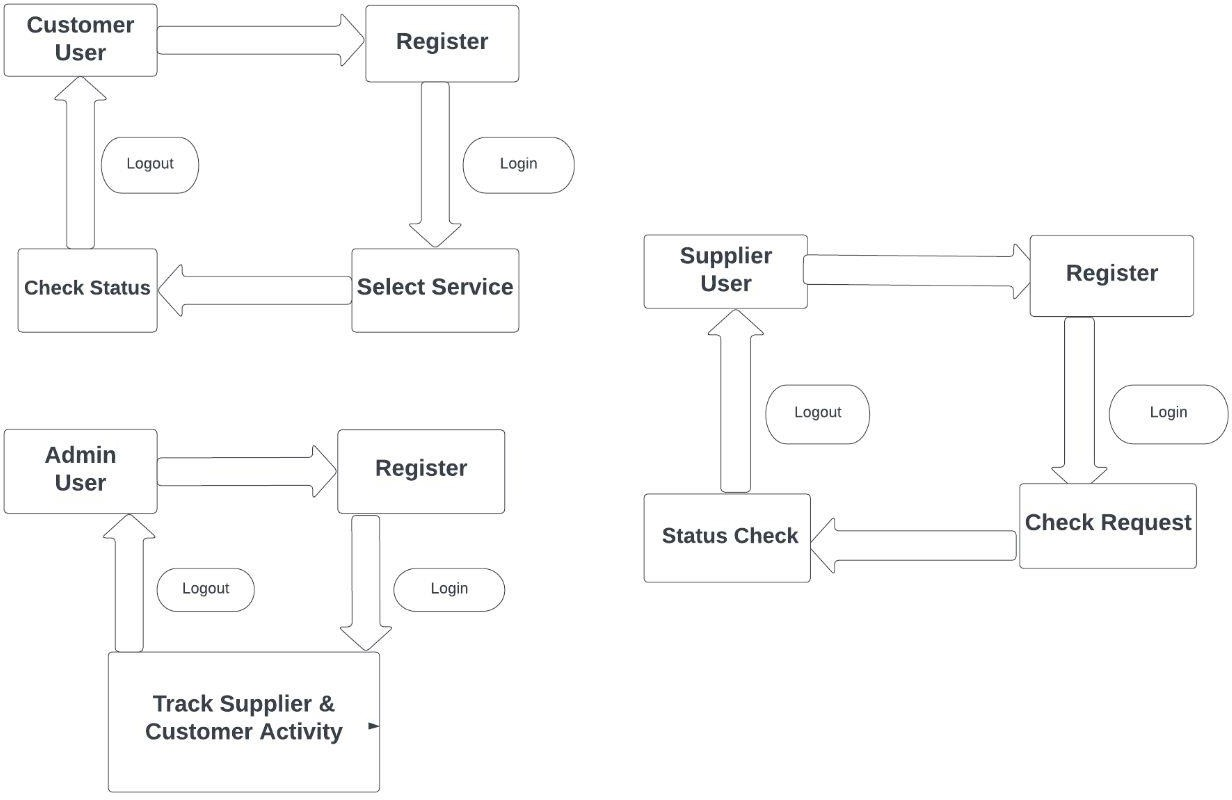 Customer
User
Register
Logout
Login
Check Status
Select Service
Supplier
User
Register
Logout
Login
Status Check
Check Request
Admin
User
Register
Logout
Login
Track Supplier &
Customer Activity